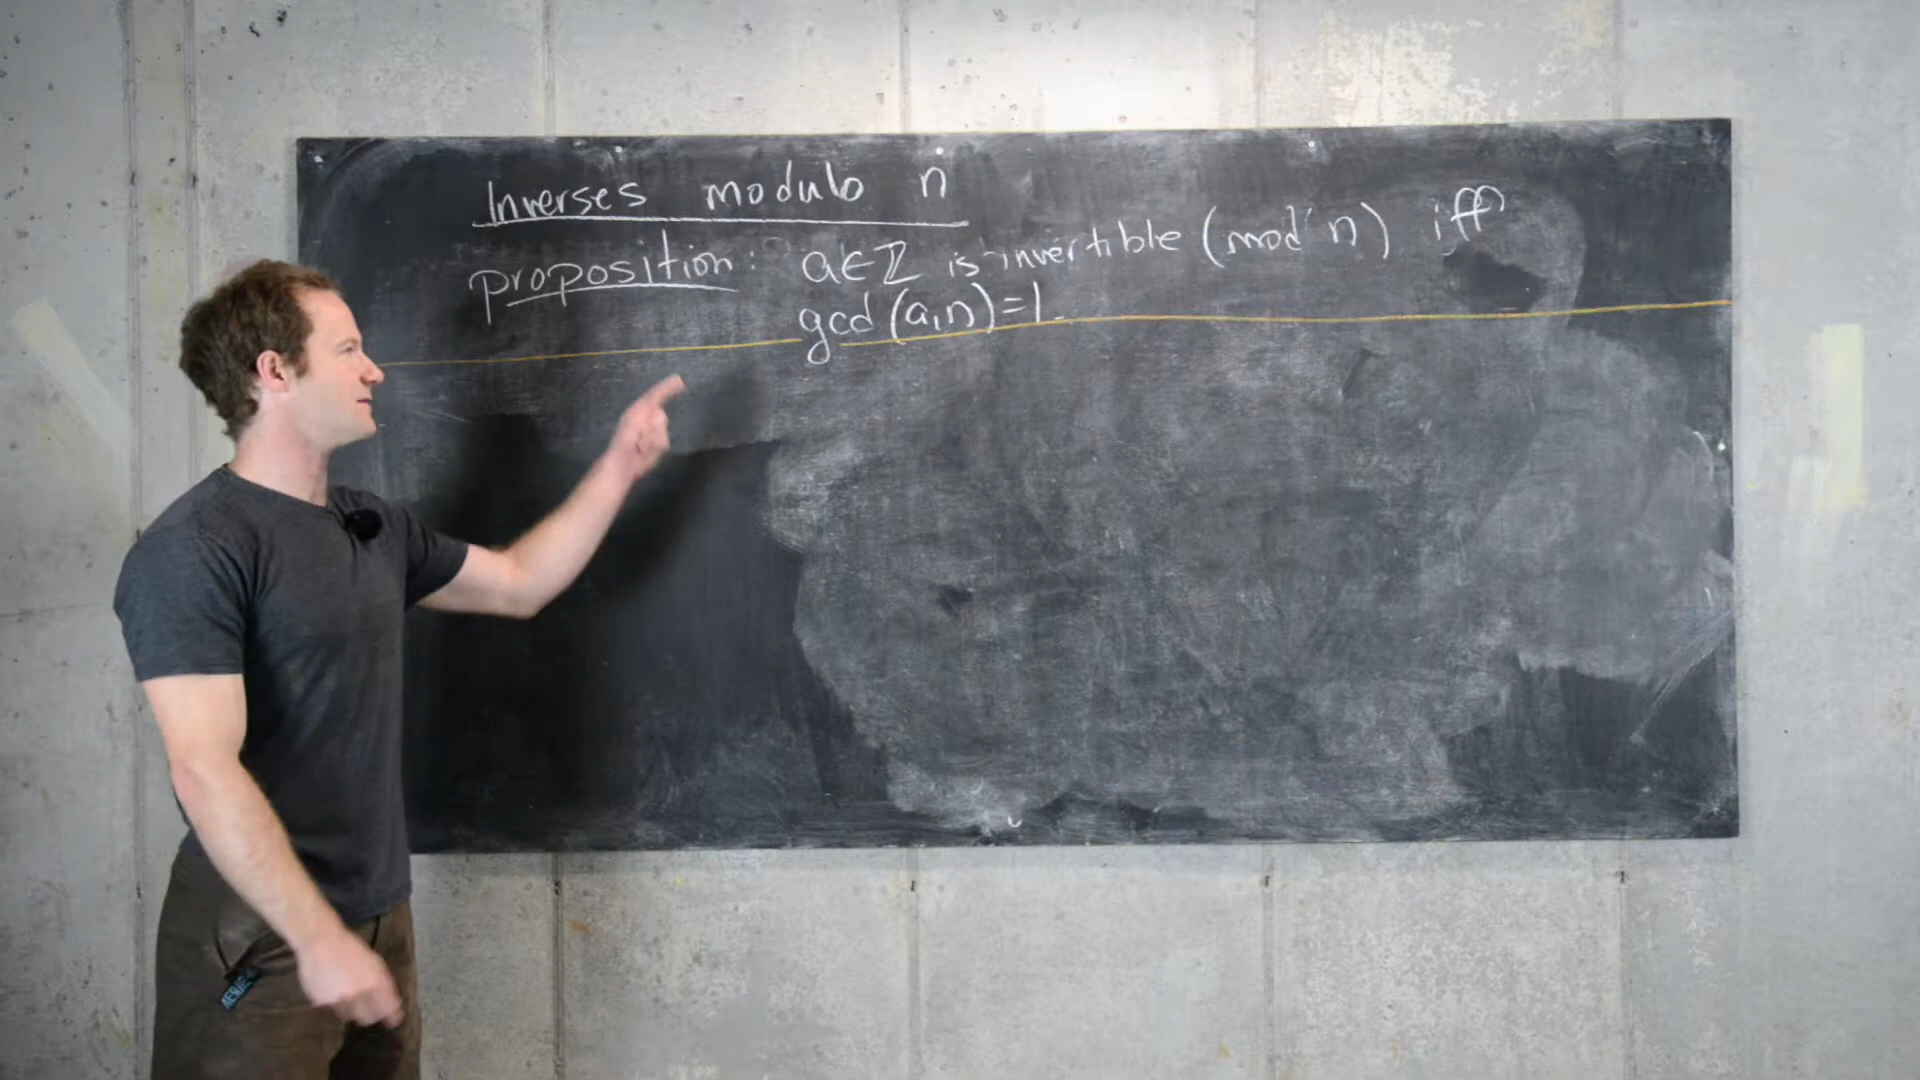 Inverses modulo n
proposition: a∈ℤ is invertible (mod n) iff
gcd(a,n)=1.